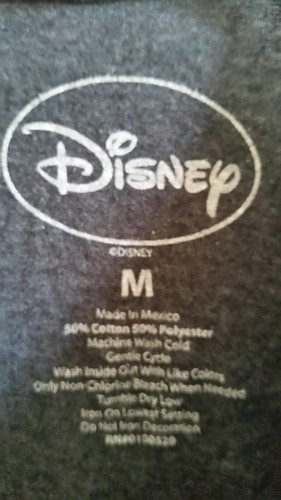 Disney
©DISNEY
M
Made In Mexico
50% Cotton 50% Polyester
Machine Wash Cold
Gentle Cycle
Wash Inside Out With Like Colors
Only Non-Chlorine Bleach When Needed
Tumble Dry Low
Iron On Lowest Setting
Do Not Iron Decoration